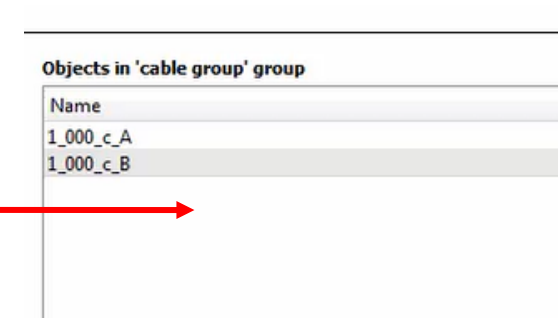 Objects in 'cable group' group
Name
1_000_c_A
1_000_c_B